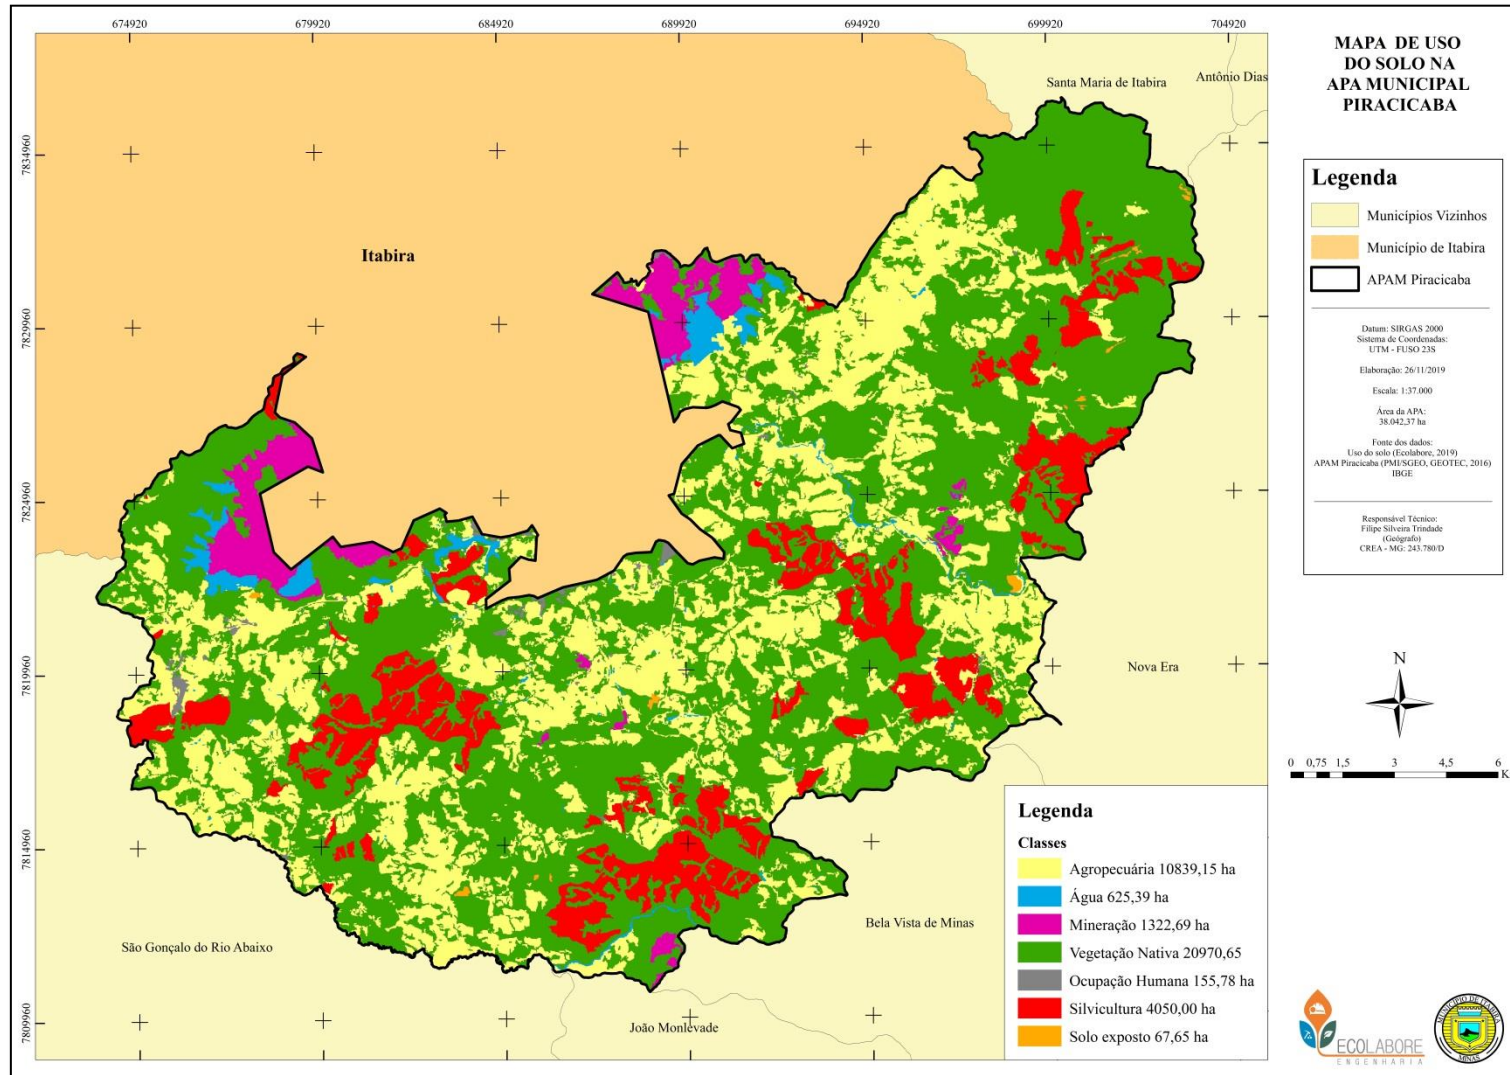 674920
679920
684920
689920
694920
699920
704920
7834960
7829960
7824960
7819960
7814960
7809960
Santa Maria de Itabira
Antônio Dias
Itabira
Nova Era
Bela Vista de Minas
São Gonçalo do Rio Abaixo
João Monlevade
Legenda
Classes
Agropecuária 10839,15 ha
Água 625,39 ha
Mineração 1322,69 ha
Vegetação Nativa 20970,65
Ocupação Humana 155,78 ha
Silvicultura 4050,00 ha
Solo exposto 67,65 ha
MAPA DE USO
DO SOLO NA
APA MUNICIPAL
PIRACICABA
Legenda
Municípios Vizinhos
Município de Itabira
APAM Piracicaba
Datum: SIRGAS 2000
Sistema de Coordenadas:
UTM - FUSO 23S
Elaboração: 26/11/2019
Escala: 1:37.000
Área da APA:
38.042,37 ha
Fonte dos dados:
Uso do solo (Ecolabore, 2019)
APAM Piracicaba (PMI/SGEO, GEOTEC, 2016)
IBGE
Responsável Técnico:
Filipe Silveira Trindade
(Geógrafo)
CREA - MG: 243.780/D
N
0 0,75 1,5 3 4,5 6
K
ECOLABORE
ENGENHARIA
MUNICÍPIO DE ITABIRA
MINAS